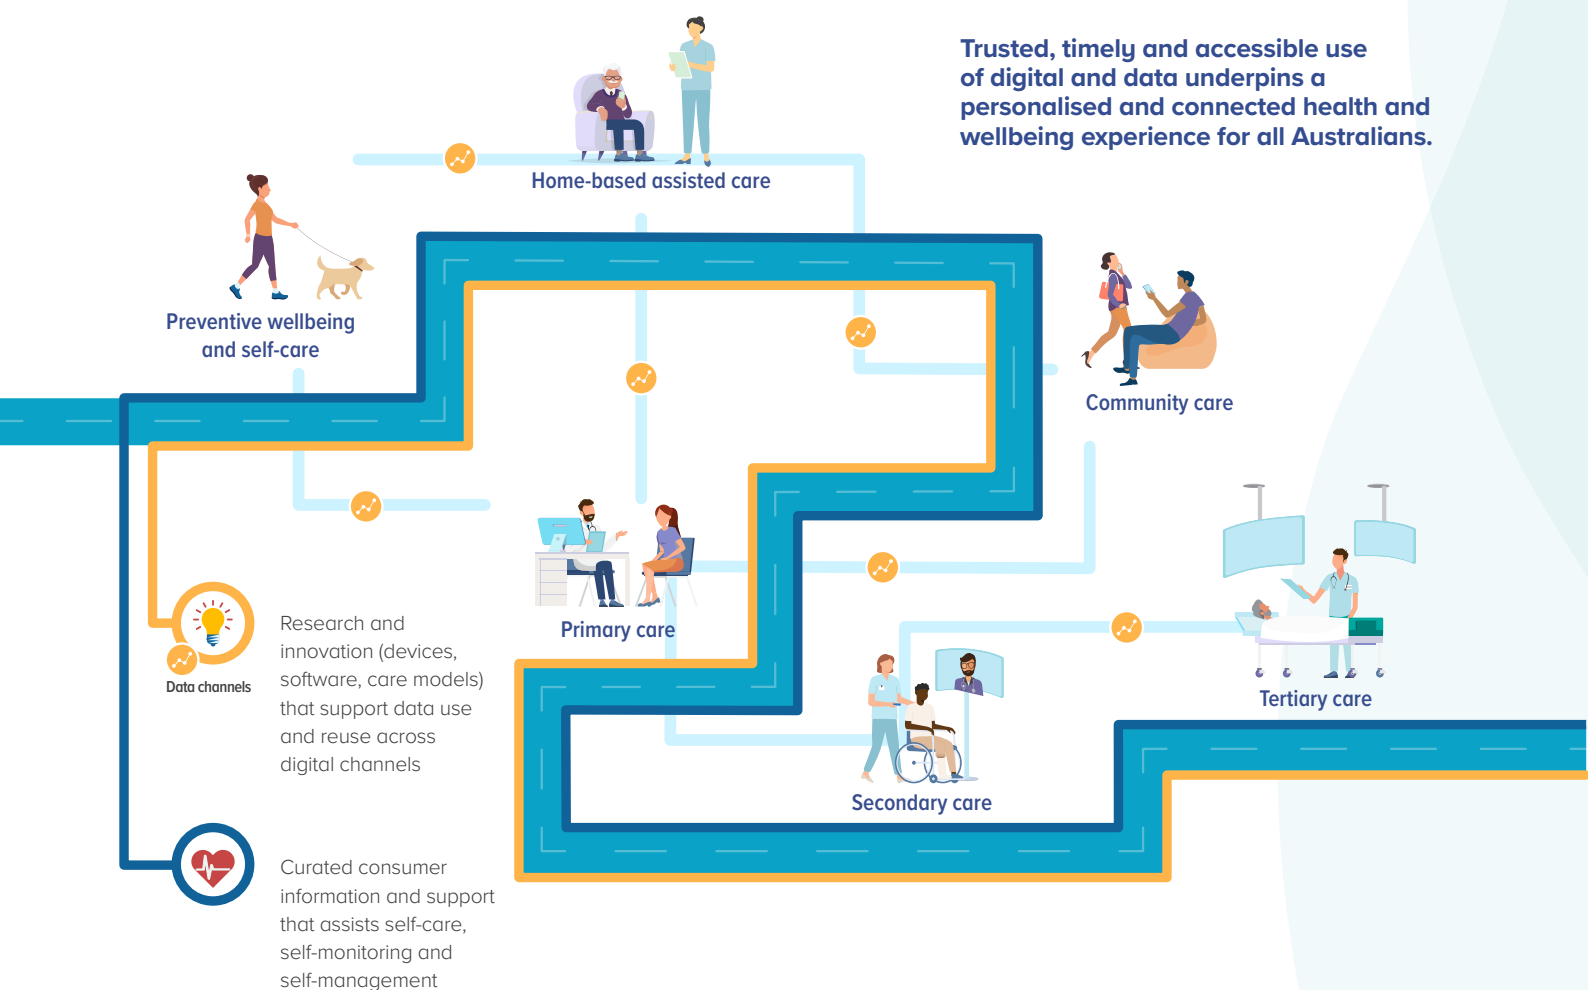 Trusted, timely and accessible use
of digital and data underpins a
personalised and connected health and
wellbeing experience for all Australians.
Home-based assisted care
Preventive wellbeing
and self-care
Community care
Primary care
Tertiary care
Secondary care
Data channels
Research and
innovation (devices,
software, care models)
that support data use
and reuse across
digital channels
Curated consumer
information and support
that assists self-care,
self-monitoring and
self-management